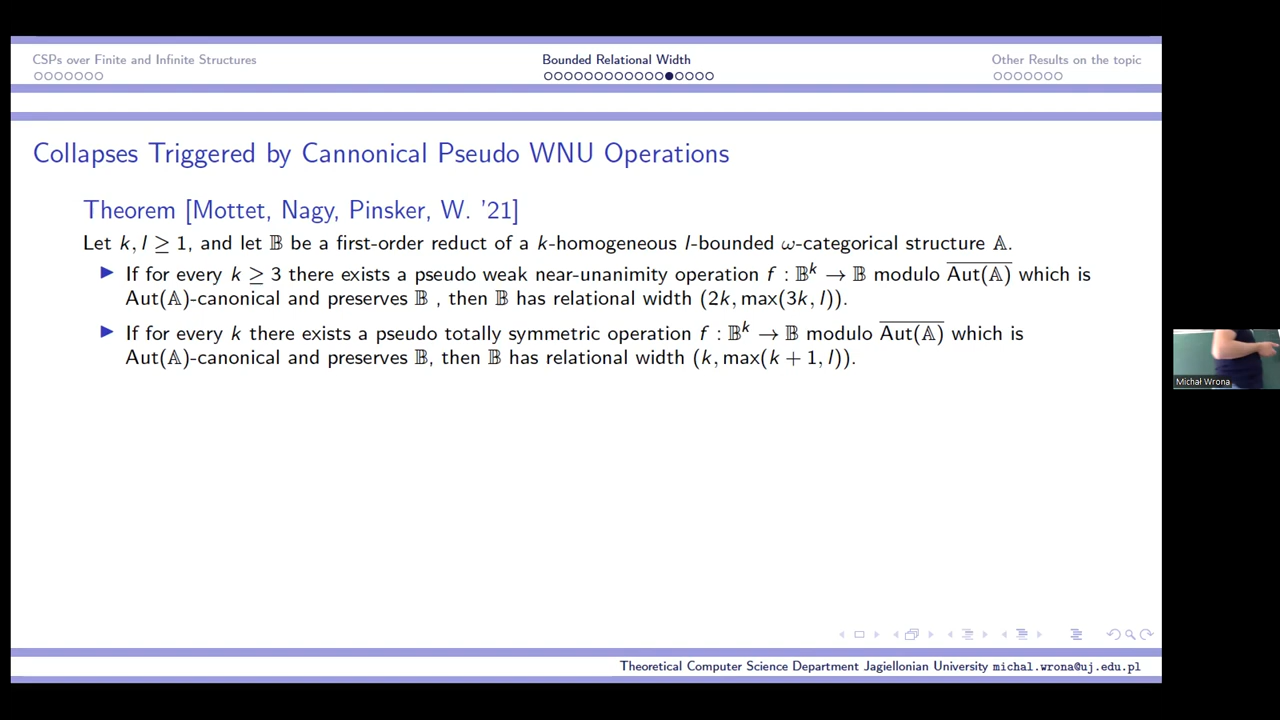 CSPs over Finite and Infinite Structures
Bounded Relational Width
Other Results on the topic
Collapses Triggered by Cannonical Pseudo WNU Operations
Theorem [Mottet, Nagy, Pinsker, W. '21]
Let k, l ≥ 1, and let 𝔹 be a first-order reduct of a k-homogeneous l-bounded ω-categorical structure 𝔸.
▶ If for every k ≥ 3 there exists a pseudo weak near-unanimity operation f : 𝔹^k → 𝔹 modulo \overline{Aut(𝔸)} which is
Aut(𝔸)-canonical and preserves 𝔹 , then 𝔹 has relational width (2k, max(3k, l)).
▶ If for every k there exists a pseudo totally symmetric operation f : 𝔹^k → 𝔹 modulo \overline{Aut(𝔸)} which is
Aut(𝔸)-canonical and preserves 𝔹, then 𝔹 has relational width (k, max(k + 1, l)).
Michał Wrona
Theoretical Computer Science Department Jagiellonian University michal.wrona@uj.edu.pl